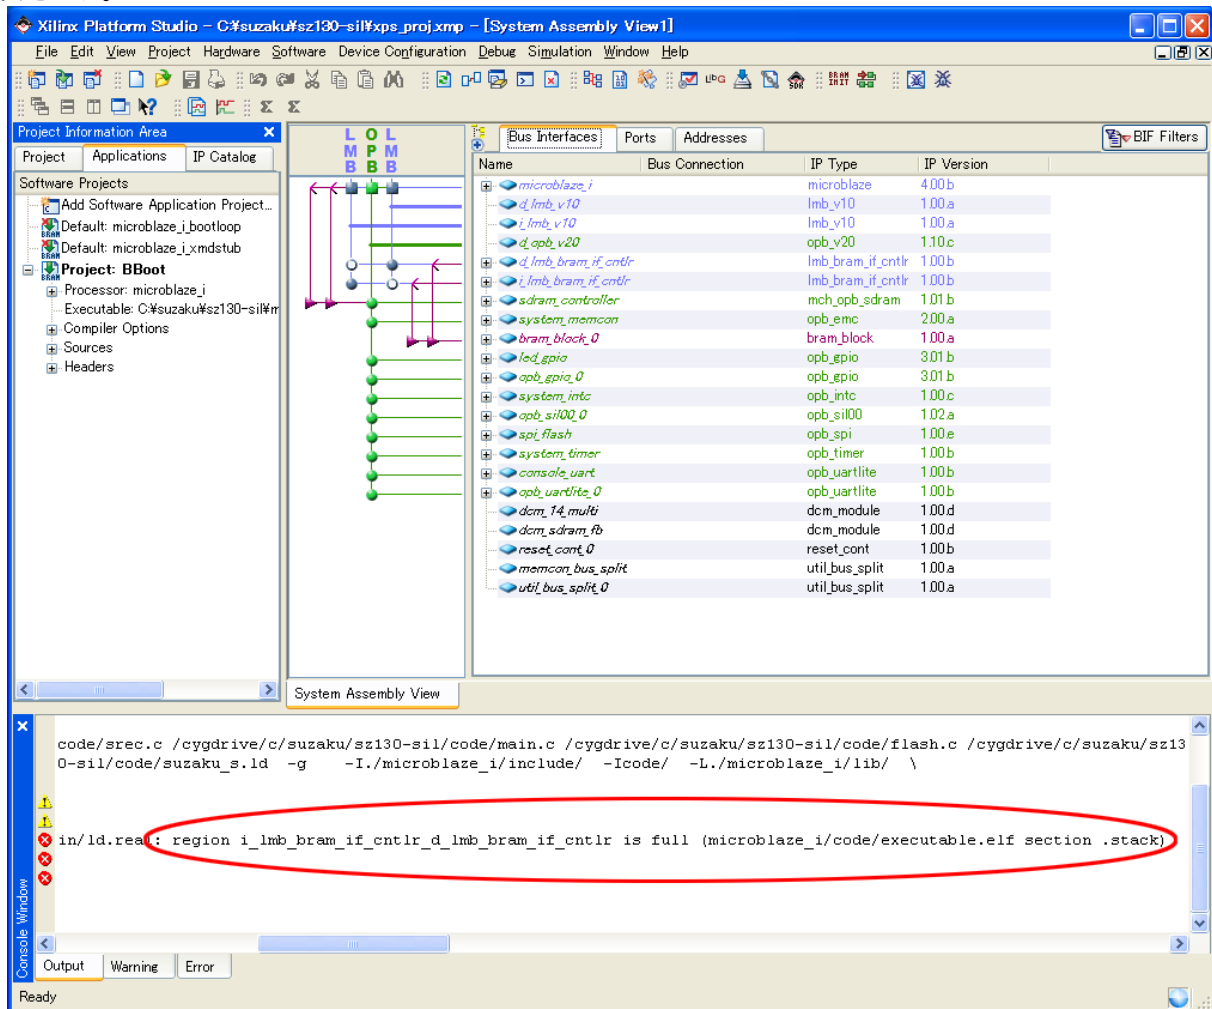 Xilinx Platform Studio - C:¥suzaku¥sz130-sil¥xps_proj.xmp - [System Assembly View1]
File Edit View Project Hardware Software Device Configuration Debug Simulation Window Help
Project Information Area
Project Applications IP Catalog
Software Projects
Add Software Application Project...
Default: microblaze_i_bootloop
Default: microblaze_i_xmdstub
Project: BBoot
Processor: microblaze_i
Executable: C:¥suzaku¥sz130-sil¥m
Compiler Options
Sources
Headers
L O L
M P M
B B B
Bus Interfaces Ports Addresses
BIF Filters
Name Bus Connection IP Type IP Version
microblaze_i microblaze 4.00.b
d_lmb_v10 lmb_v10 1.00.a
i_lmb_v10 lmb_v10 1.00.a
d_opb_v20 opb_v20 1.10.c
d_lmb_bram_if_cntlr lmb_bram_if_cntlr 1.00.b
i_lmb_bram_if_cntlr lmb_bram_if_cntlr 1.00.b
sdram_controller mch_opb_sdram 1.01.b
system_memcon opb_emc 2.00.a
bram_block_0 bram_block 1.00.a
led_gpio opb_gpio 3.01.b
opb_gpio_0 opb_gpio 3.01.b
system_intc opb_intc 1.00.c
opb_sil00_0 opb_sil00 1.02.a
spi_flash opb_spi 1.00.e
system_timer opb_timer 1.00.b
console_uart opb_uartlite 1.00.b
opb_uartlite_0 opb_uartlite 1.00.b
dcm_14_multi dcm_module 1.00.d
dcm_sdram_fb dcm_module 1.00.d
reset_cont_0 reset_cont 1.00.b
memcon_bus_split util_bus_split 1.00.a
util_bus_split_0 util_bus_split 1.00.a
System Assembly View
code/srec.c /cygdrive/c/suzaku/sz130-sil/code/main.c /cygdrive/c/suzaku/sz130-sil/code/flash.c /cygdrive/c/suzaku/sz13
0-sil/code/suzaku_s.ld -g -I./microblaze_i/include/ -Icode/ -L./microblaze_i/lib/ \
in/ld.real: region i_lmb_bram_if_cntlr_d_lmb_bram_if_cntlr is full (microblaze_i/code/executable.elf section .stack)
Console Window
Output Warning Error
Ready